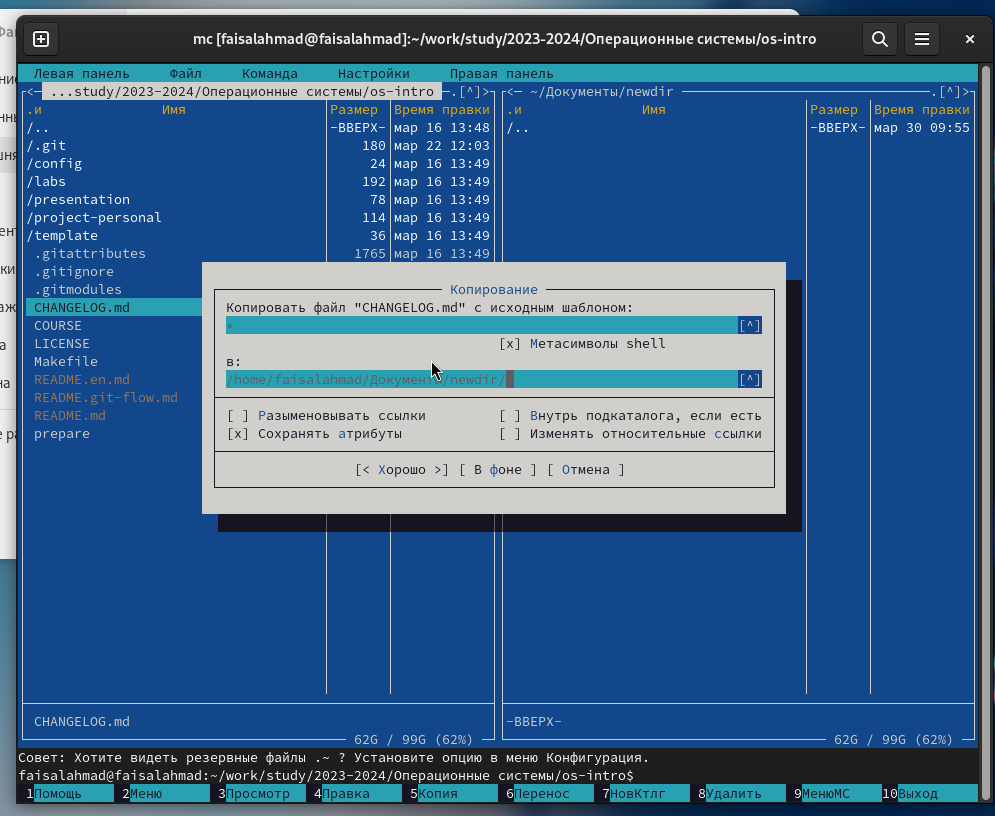 mc [faisalahmad@faisalahmad]:~/work/study/2023-2024/Операционные системы/os-intro
Левая панель Файл Команда Настройки Правая панель
<— ...study/2023-2024/Операционные системы/os-intro —.[^]>
<— ~/Документы/newdir —.[^]>
.и Имя Размер Время правки
.и Имя Размер Время правки
/.. -ВВЕРХ- мар 16 13:48
/.. -ВВЕРХ- мар 30 09:55
/.git 180 мар 22 12:03
/config 24 мар 16 13:49
/labs 192 мар 16 13:49
/presentation 78 мар 16 13:49
/project-personal 114 мар 16 13:49
/template 36 мар 16 13:49
.gitattributes 1765 мар 16 13:49
.gitignore
.gitmodules
CHANGELOG.md
COURSE
LICENSE
Makefile
README.en.md
README.git-flow.md
README.md
prepare
Копирование
Копировать файл "CHANGELOG.md" с исходным шаблоном:
* [^]
[x] Метасимволы shell
в:
/home/faisalahmad/Документы/newdir/ [^]
[ ] Разыменовывать ссылки [ ] Внутрь подкаталога, если есть
[x] Сохранять атрибуты [ ] Изменять относительные ссылки
[< Хорошо >] [ В фоне ] [ Отмена ]
CHANGELOG.md
-ВВЕРХ-
62G / 99G (62%)
62G / 99G (62%)
Совет: Хотите видеть резервные файлы .~ ? Установите опцию в меню Конфигурация.
faisalahmad@faisalahmad:~/work/study/2023-2024/Операционные системы/os-intro$
1Помощь 2Меню 3Просмотр 4Правка 5Копия 6Перенос 7НовКтлг 8Удалить 9МенюMC 10Выход